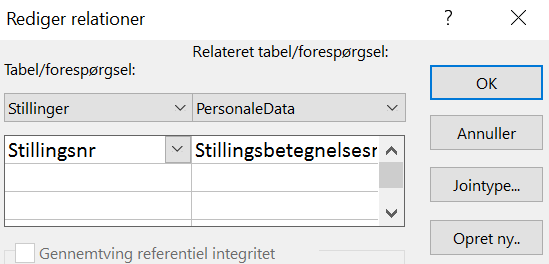 Rediger relationer
Tabel/forespørgsel:
Relateret tabel/forespørgsel:
Stillinger
PersonaleData
Stillingsnr
Stillingsbetegnelsesr
Gennemtving referentiel integritet
OK
Annuller
Jointype...
Opret ny..